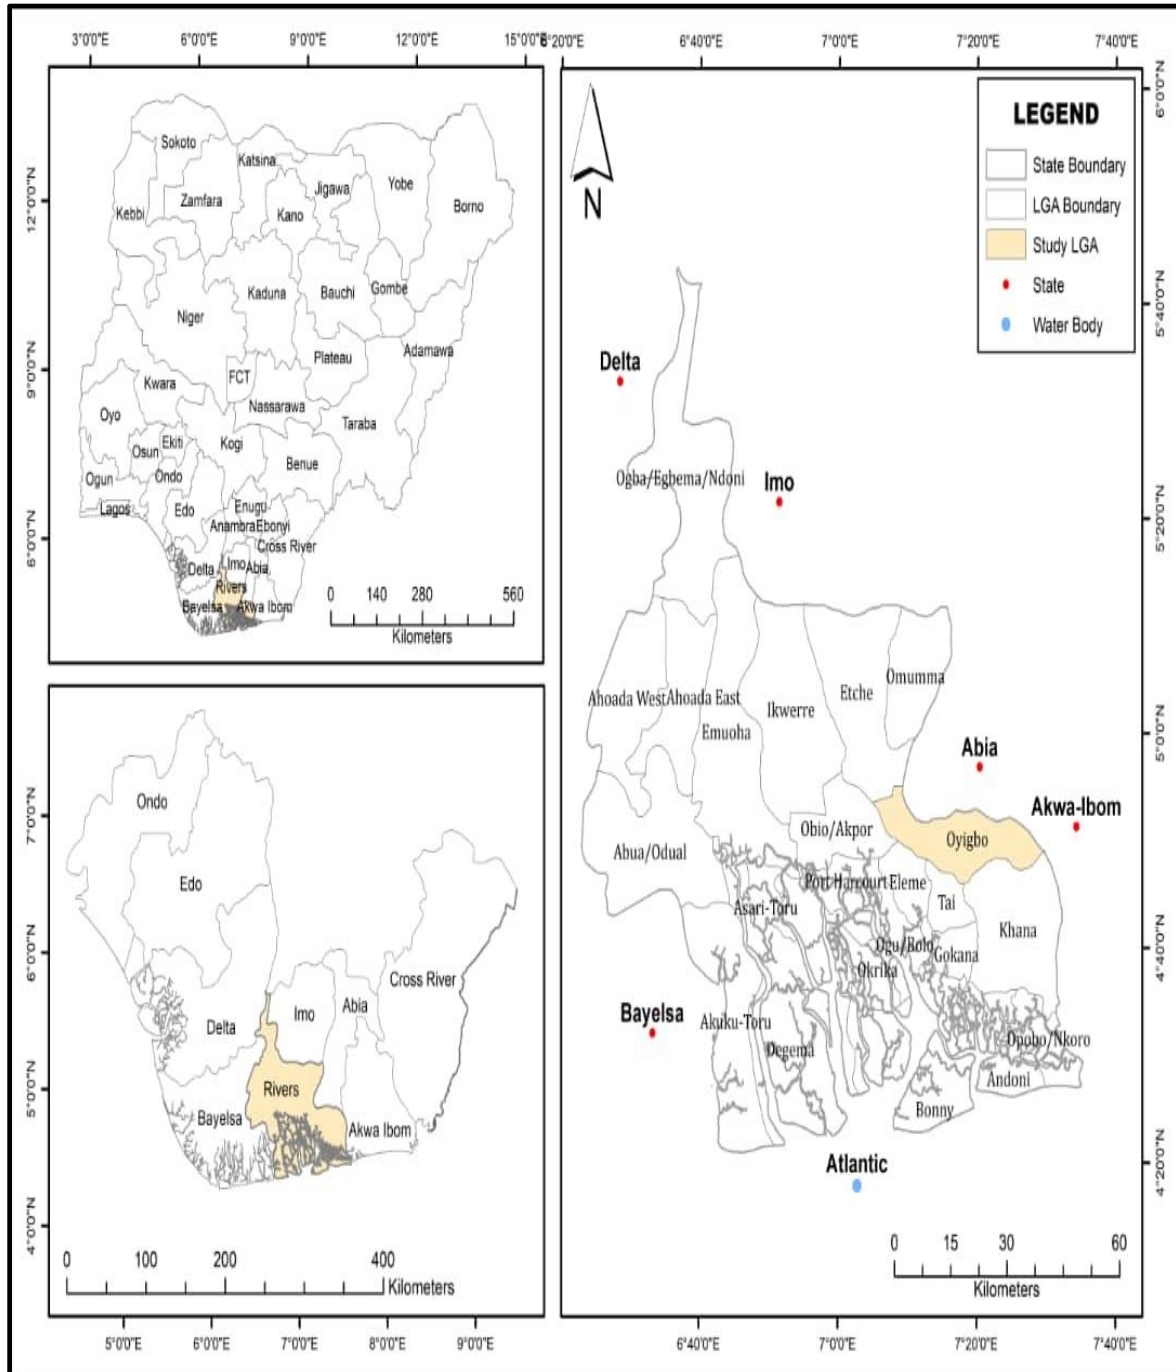 3°0'0"E 6°0'0"E 9°0'0"E 12°0'0"E 15°0'0"E
12°0'0"N
9°0'0"N
6°0'0"N
Sokoto
Katsina
Zamfara
Kebbi
Jigawa
Yobe
Kano
Borno
Kaduna
Bauchi
Gombe
Niger
Plateau
Adamawa
FCT
Kwara
Nassarawa
Oyo
Taraba
Kogi
Ekiti
Osun
Benue
Ogun
Ondo
Lagos
Edo
Enugu
Anambra
Ebonyi
Cross River
Delta
Imo
Abia
Rivers
Bayelsa
Akwa Ibom
0 140 280 560
Kilometers
7°0'0"N
6°0'0"N
5°0'0"N
4°0'0"N
Ondo
Edo
Cross River
Delta
Imo
Abia
Rivers
Bayelsa
Akwa Ibom
0 100 200 400
Kilometers
5°0'0"E 6°0'0"E 7°0'0"E 8°0'0"E 9°0'0"E
6°20'0"E 6°40'0"E 7°0'0"E 7°20'0"E 7°40'0"E
N
LEGEND
State Boundary
LGA Boundary
Study LGA
State
Water Body
6°0'0"N
5°40'0"N
5°20'0"N
5°0'0"N
4°40'0"N
4°20'0"N
Delta
Ogba/Egbema/Ndoni
Imo
Omumma
Etche
Ahoada West
Ahoada East
Ikwerre
Emuoha
Abia
Akwa-Ibom
Obio/Akpor
Oyigbo
Abua/Odual
Port Harcourt
Eleme
Tai
Asari-Toru
Khana
Ogu/Bolo
Gokana
Okrika
Bayelsa
Akuku-Toru
Degema
Opobo/Nkoro
Andoni
Bonny
Atlantic
0 15 30 60
Kilometers
6°40'0"E 7°0'0"E 7°20'0"E 7°40'0"E